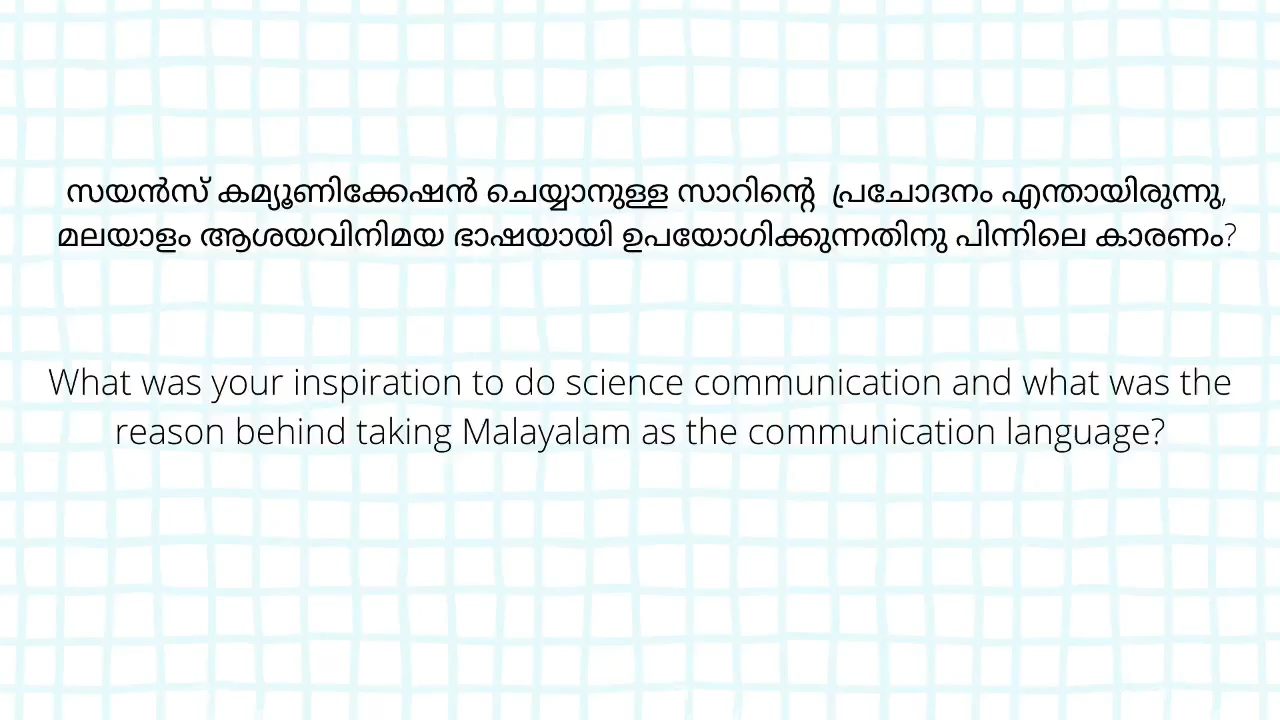 സയൻസ് കമ്യൂണിക്കേഷൻ ചെയ്യാനുള്ള സാറിന്റെ പ്രചോദനം എന്തായിരുന്നു,
മലയാളം ആശയവിനിമയ ഭാഷയായി ഉപയോഗിക്കുന്നതിനു പിന്നിലെ കാരണം?
What was your inspiration to do science communication and what was the
reason behind taking Malayalam as the communication language?